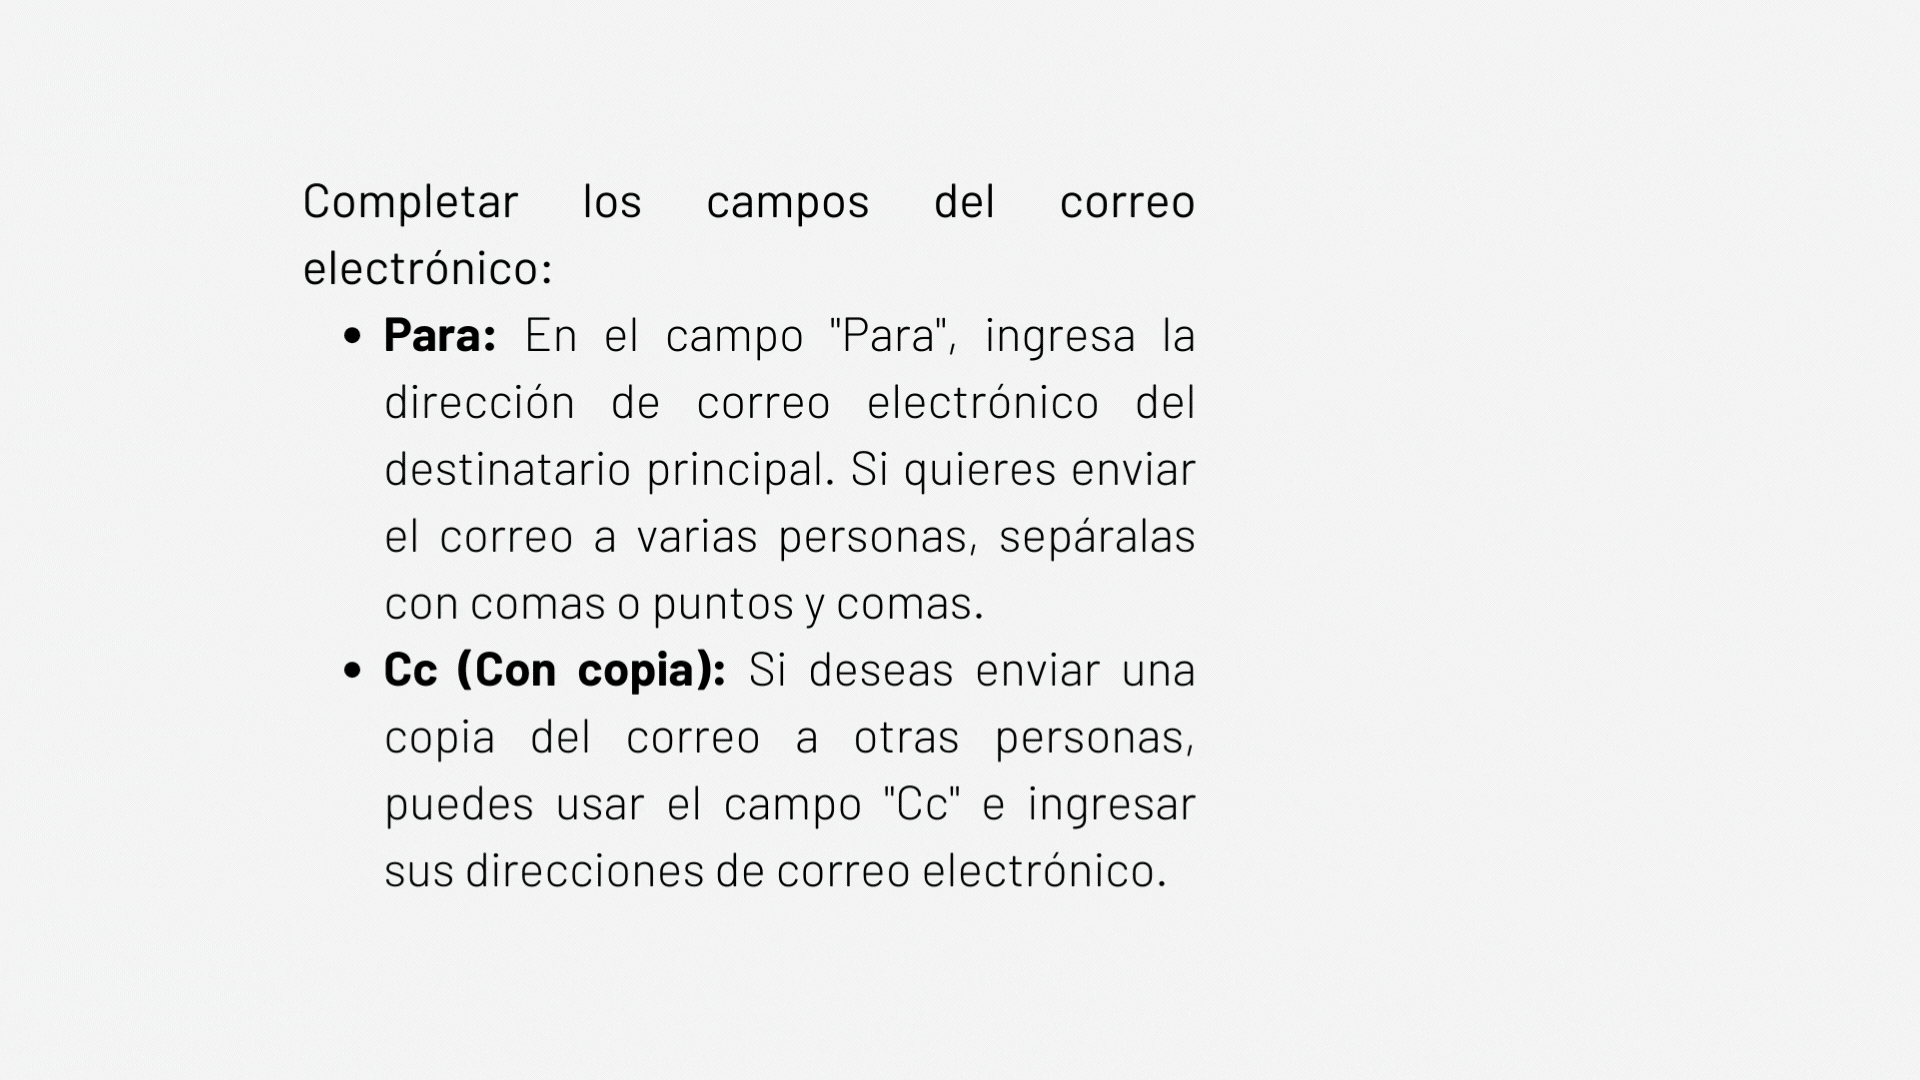 Completar los campos del correo
electrónico:
• Para: En el campo "Para", ingresa la
dirección de correo electrónico del
destinatario principal. Si quieres enviar
el correo a varias personas, sepáralas
con comas o puntos y comas.
• Cc (Con copia): Si deseas enviar una
copia del correo a otras personas,
puedes usar el campo "Cc" e ingresar
sus direcciones de correo electrónico.